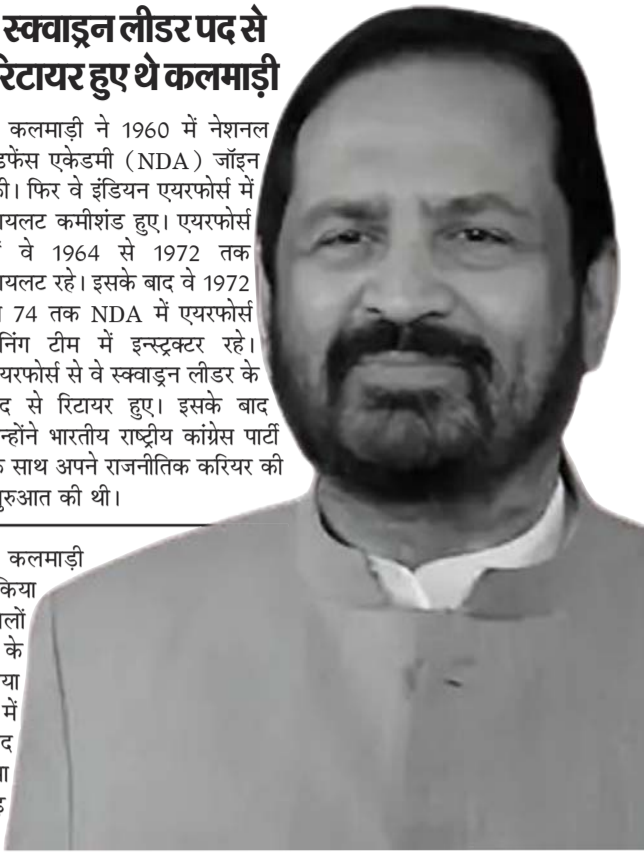 स्क्वाड्रन लीडर पद से
रिटायर हुए थे कलमाड़ी
कलमाड़ी ने 1960 में नेशनल
डिफेंस एकेडमी (NDA) जॉइन
की। फिर वे इंडियन एयरफोर्स में
पायलट कमीशंड हुए। एयरफोर्स
में वे 1964 से 1972 तक
पायलट रहे। इसके बाद वे 1972
से 74 तक NDA में एयरफोर्स
ट्रेनिंग टीम में इन्स्ट्रक्टर रहे।
एयरफोर्स से वे स्क्वाड्रन लीडर के
पद से रिटायर हुए। इसके बाद
उन्होंने भारतीय राष्ट्रीय कांग्रेस पार्टी
के साथ अपने राजनीतिक करियर की
शुरुआत की थी।
कलमाड़ी
किया
के
में